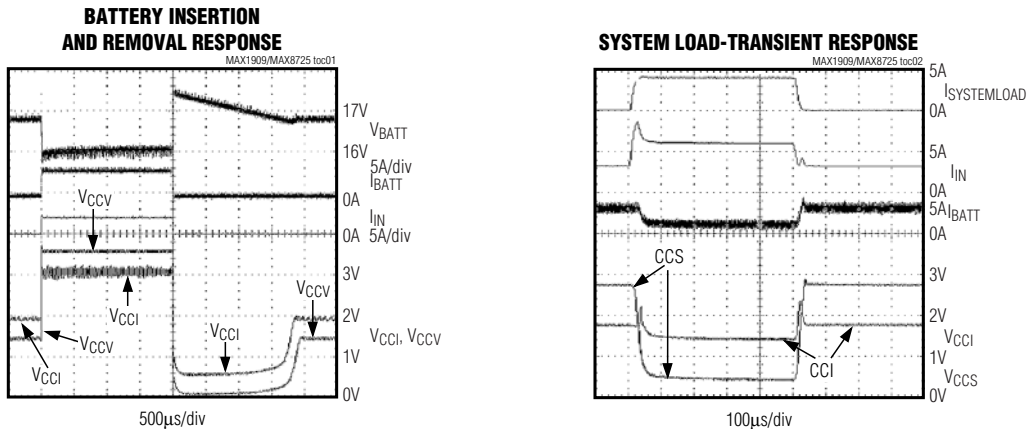 BATTERY INSERTION
AND REMOVAL RESPONSE
MAX1909/MAX8725 toc01
17V
VBATT
16V
5A/div
IBATT
0A
VCCV
IIN
0A
5A/div
3V
VCCI
VCCV
2V
VCCI
VCCI, VCCV
VCCV
1V
VCCI
0V
500µs/div
SYSTEM LOAD-TRANSIENT RESPONSE
MAX1909/MAX8725 toc02
5A
ISYSTEMLOAD
0A
5A
IIN
0A
5A
IBATT
0A
CCS
3V
2V
VCCI
CCI
1V
VCCS
0V
100µs/div